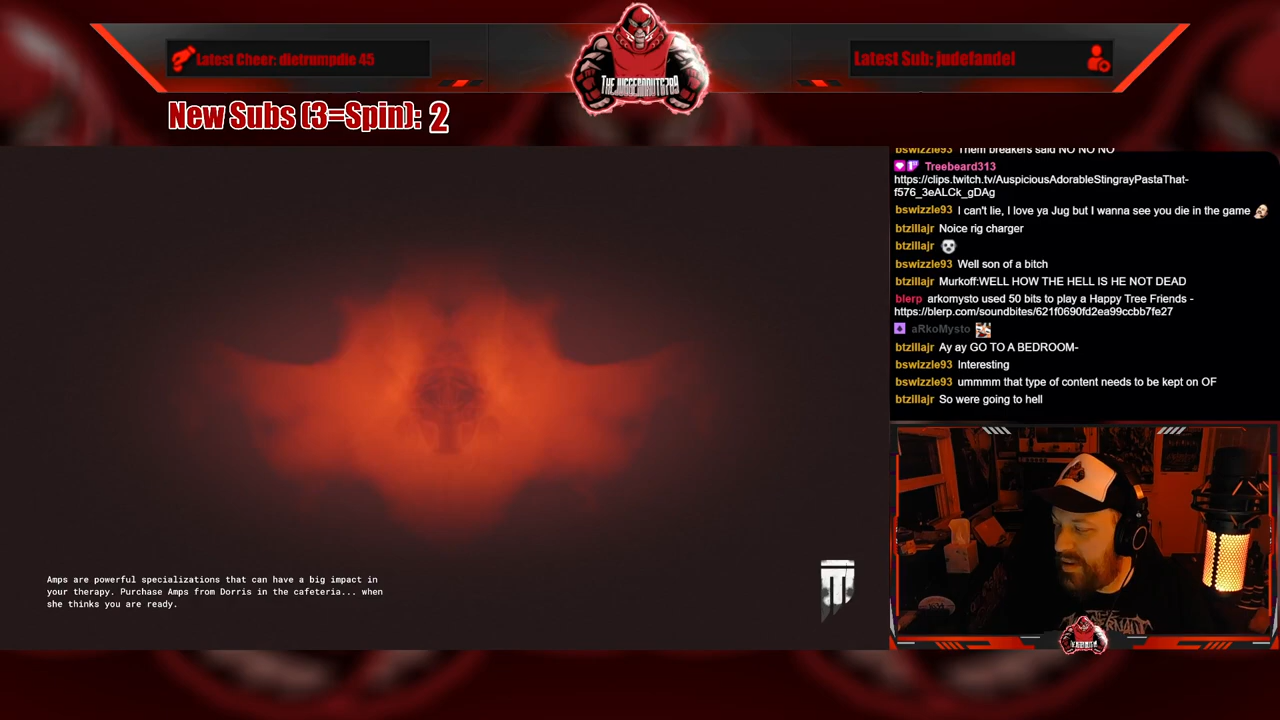 Latest Cheer: dietrumpdie 45
THEJUGGERNAUT6789
Latest Sub: judefandel
New Subs (3=Spin): 2
bswizzle93 Them breakers said NO NO NO
Treebeard313
https://clips.twitch.tv/AuspiciousAdorableStingrayPastaThat-
f576_3eALCk_gDAg
bswizzle93 I can't lie, I love ya Jug but I wanna see you die in the game
btzillajr Noice rig charger
btzillajr
bswizzle93 Well son of a bitch
btzillajr Murkoff:WELL HOW THE HELL IS HE NOT DEAD
blerp arkomysto used 50 bits to play a Happy Tree Friends -
https://blerp.com/soundbites/621f0690fd2ea99ccbb7fe27
aRkoMysto
btzillajr Ay ay GO TO A BEDROOM-
bswizzle93 Interesting
bswizzle93 ummmm that type of content needs to be kept on OF
btzillajr So were going to hell
Amps are powerful specializations that can have a big impact in
your therapy. Purchase Amps from Dorris in the cafeteria... when
she thinks you are ready.